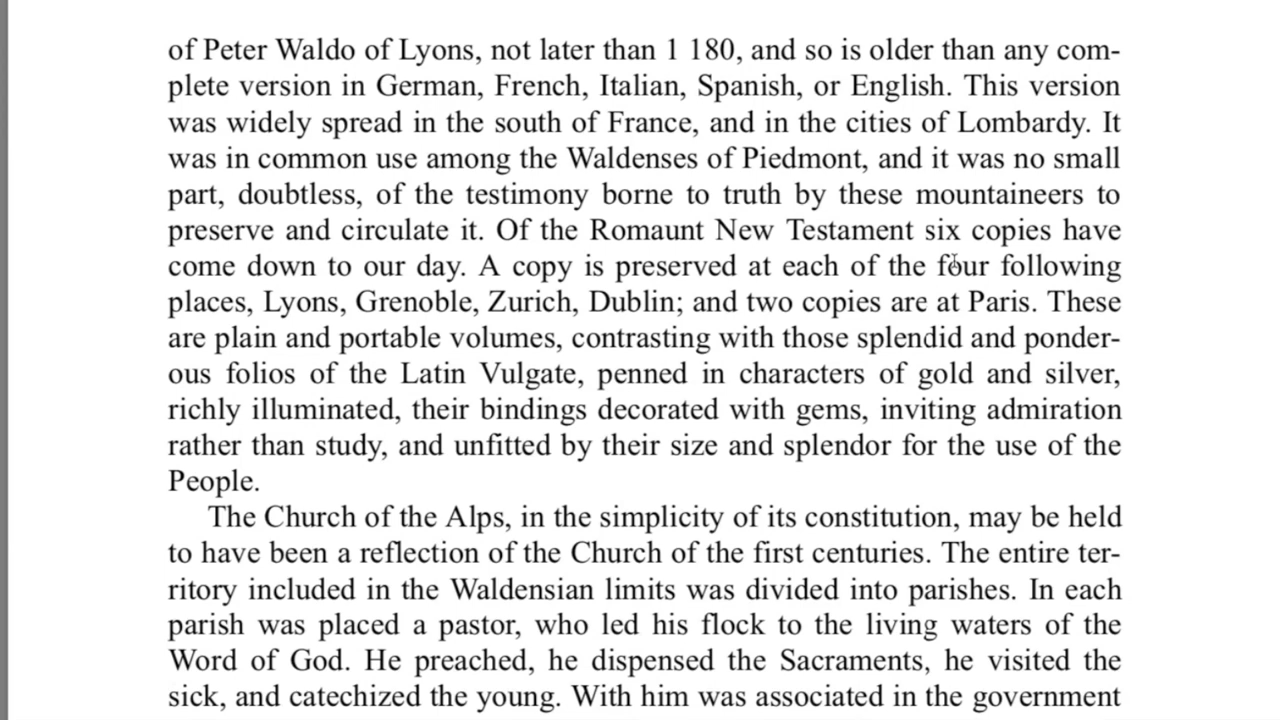 of Peter Waldo of Lyons, not later than 1 180, and so is older than any com-
plete version in German, French, Italian, Spanish, or English. This version
was widely spread in the south of France, and in the cities of Lombardy. It
was in common use among the Waldenses of Piedmont, and it was no small
part, doubtless, of the testimony borne to truth by these mountaineers to
preserve and circulate it. Of the Romaunt New Testament six copies have
come down to our day. A copy is preserved at each of the four following
places, Lyons, Grenoble, Zurich, Dublin; and two copies are at Paris. These
are plain and portable volumes, contrasting with those splendid and ponder-
ous folios of the Latin Vulgate, penned in characters of gold and silver,
richly illuminated, their bindings decorated with gems, inviting admiration
rather than study, and unfitted by their size and splendor for the use of the
People.
The Church of the Alps, in the simplicity of its constitution, may be held
to have been a reflection of the Church of the first centuries. The entire ter-
ritory included in the Waldensian limits was divided into parishes. In each
parish was placed a pastor, who led his flock to the living waters of the
Word of God. He preached, he dispensed the Sacraments, he visited the
sick, and catechized the young. With him was associated in the government